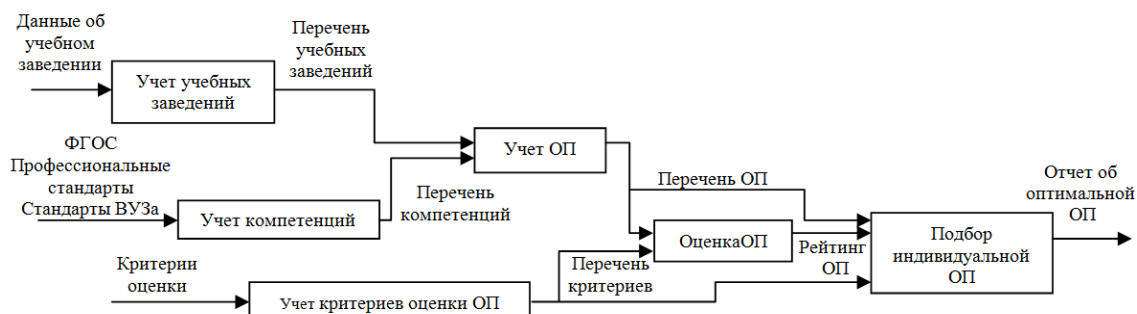 Данные об
учебном
заведении
Учет учебных
заведений
Перечень
учебных
заведений
ФГОС
Профессиональные
стандарты
Стандарты ВУЗа
Учет компетенций
Перечень
компетенций
Учет ОП
Перечень ОП
Критерии
оценки
Учет критериев оценки ОП
Перечень
критериев
ОценкаОП
Рейтинг
ОП
Подбор
индивидуальной
ОП
Отчет об
оптимальной
ОП